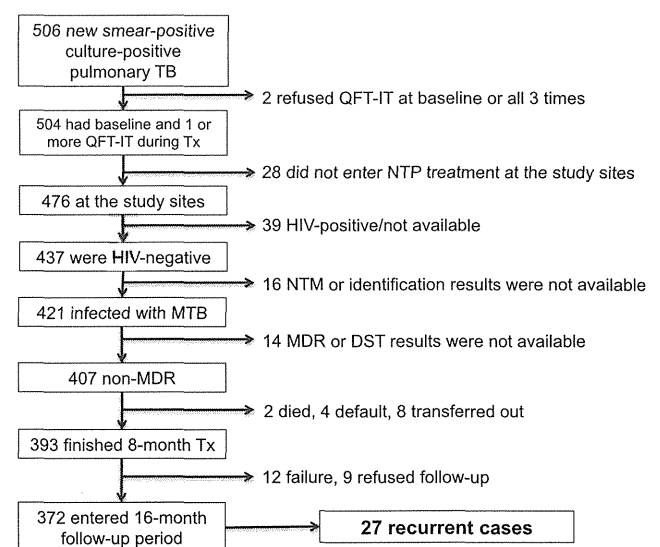 506 new smear-positive
culture-positive
pulmonary TB
2 refused QFT-IT at baseline or all 3 times
504 had baseline and 1 or
more QFT-IT during Tx
28 did not enter NTP treatment at the study sites
476 at the study sites
39 HIV-positive/not available
437 were HIV-negative
16 NTM or identification results were not available
421 infected with MTB
14 MDR or DST results were not available
407 non-MDR
2 died, 4 default, 8 transferred out
393 finished 8-month Tx
12 failure, 9 refused follow-up
372 entered 16-month
follow-up period
27 recurrent cases